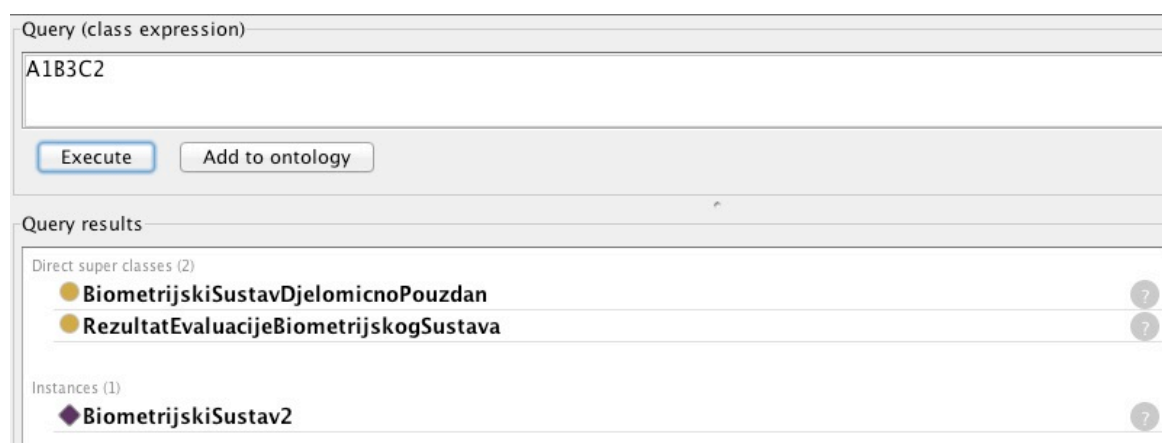 Query (class expression)
A1B3C2
Execute Add to ontology
Query results
Direct super classes (2)
BiometrijskiSustavDjelomicnoPouzdan ?
RezultatEvaluacijeBiometrijskogSustava ?
Instances (1)
BiometrijskiSustav2 ?